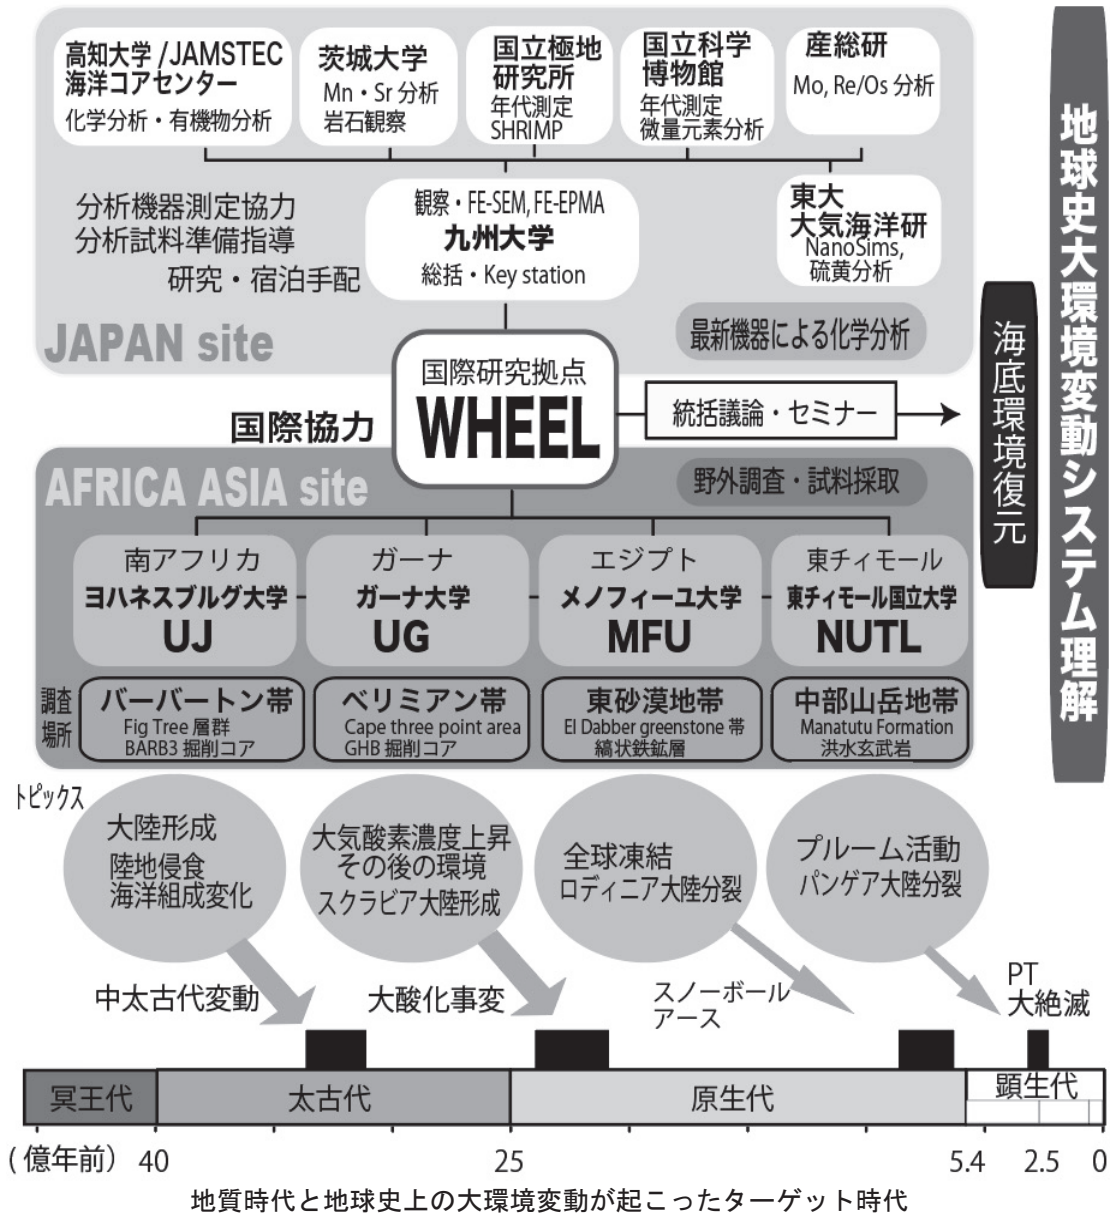 高知大学 /JAMSTEC
海洋コアセンター
化学分析・有機物分析
茨城大学
Mn・Sr 分析
岩石観察
国立極地
研究所
年代測定
SHRIMP
国立科学
博物館
年代測定
微量元素分析
産総研
Mo, Re/Os 分析
分析機器測定協力
分析試料準備指導
研究・宿泊手配
観察・FE-SEM, FE-EPMA
九州大学
総括・Key station
東大
大気海洋研
NanoSims,
硫黄分析
JAPAN site
最新機器による化学分析
国際研究拠点
WHEEL
国際協力
統括議論・セミナー
海底環境復元
地球史大環境変動システム理解
AFRICA ASIA site
野外調査・試料採取
南アフリカ
ヨハネスブルグ大学
UJ
ガーナ
ガーナ大学
UG
エジプト
メノフィーユ大学
MFU
東チィモール
東チィモール国立大学
NUTL
調査
場所
バーバートン帯
Fig Tree 層群
BARB3 掘削コア
ベリミアン帯
Cape three point area
GHB 掘削コア
東砂漠地帯
El Dabber greenstone 帯
縞状鉄鉱層
中部山岳地帯
Manatutu Formation
洪水玄武岩
トピックス
大陸形成
陸地侵食
海洋組成変化
大気酸素濃度上昇
その後の環境
スクラビア大陸形成
全球凍結
ロディニア大陸分裂
プルーム活動
パンゲア大陸分裂
中太古代変動
大酸化事変
スノーボール
アース
PT
大絶滅
冥王代
太古代
原生代
顕生代
(億年前) 40 25 5.4 2.5 0
地質時代と地球史上の大環境変動が起こったターゲット時代